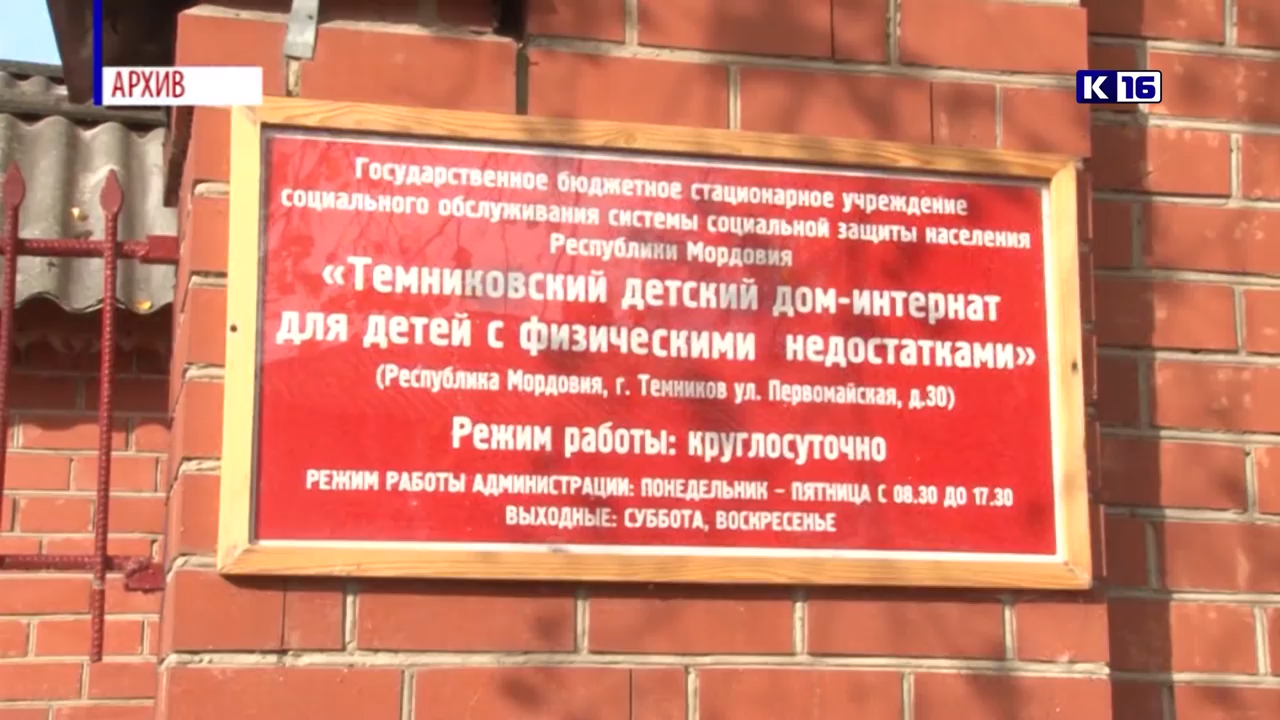 АРХИВ
К 16
Государственное бюджетное стационарное учреждение
социального обслуживания системы социальной защиты населения
Республики Мордовия
«Темниковский детский дом-интернат
для детей с физическими недостатками»
(Республика Мордовия, г. Темников ул. Первомайская, д.30)
Режим работы: круглосуточно
РЕЖИМ РАБОТЫ АДМИНИСТРАЦИИ: ПОНЕДЕЛЬНИК – ПЯТНИЦА С 08.30 ДО 17.30
ВЫХОДНЫЕ: СУББОТА, ВОСКРЕСЕНЬЕ